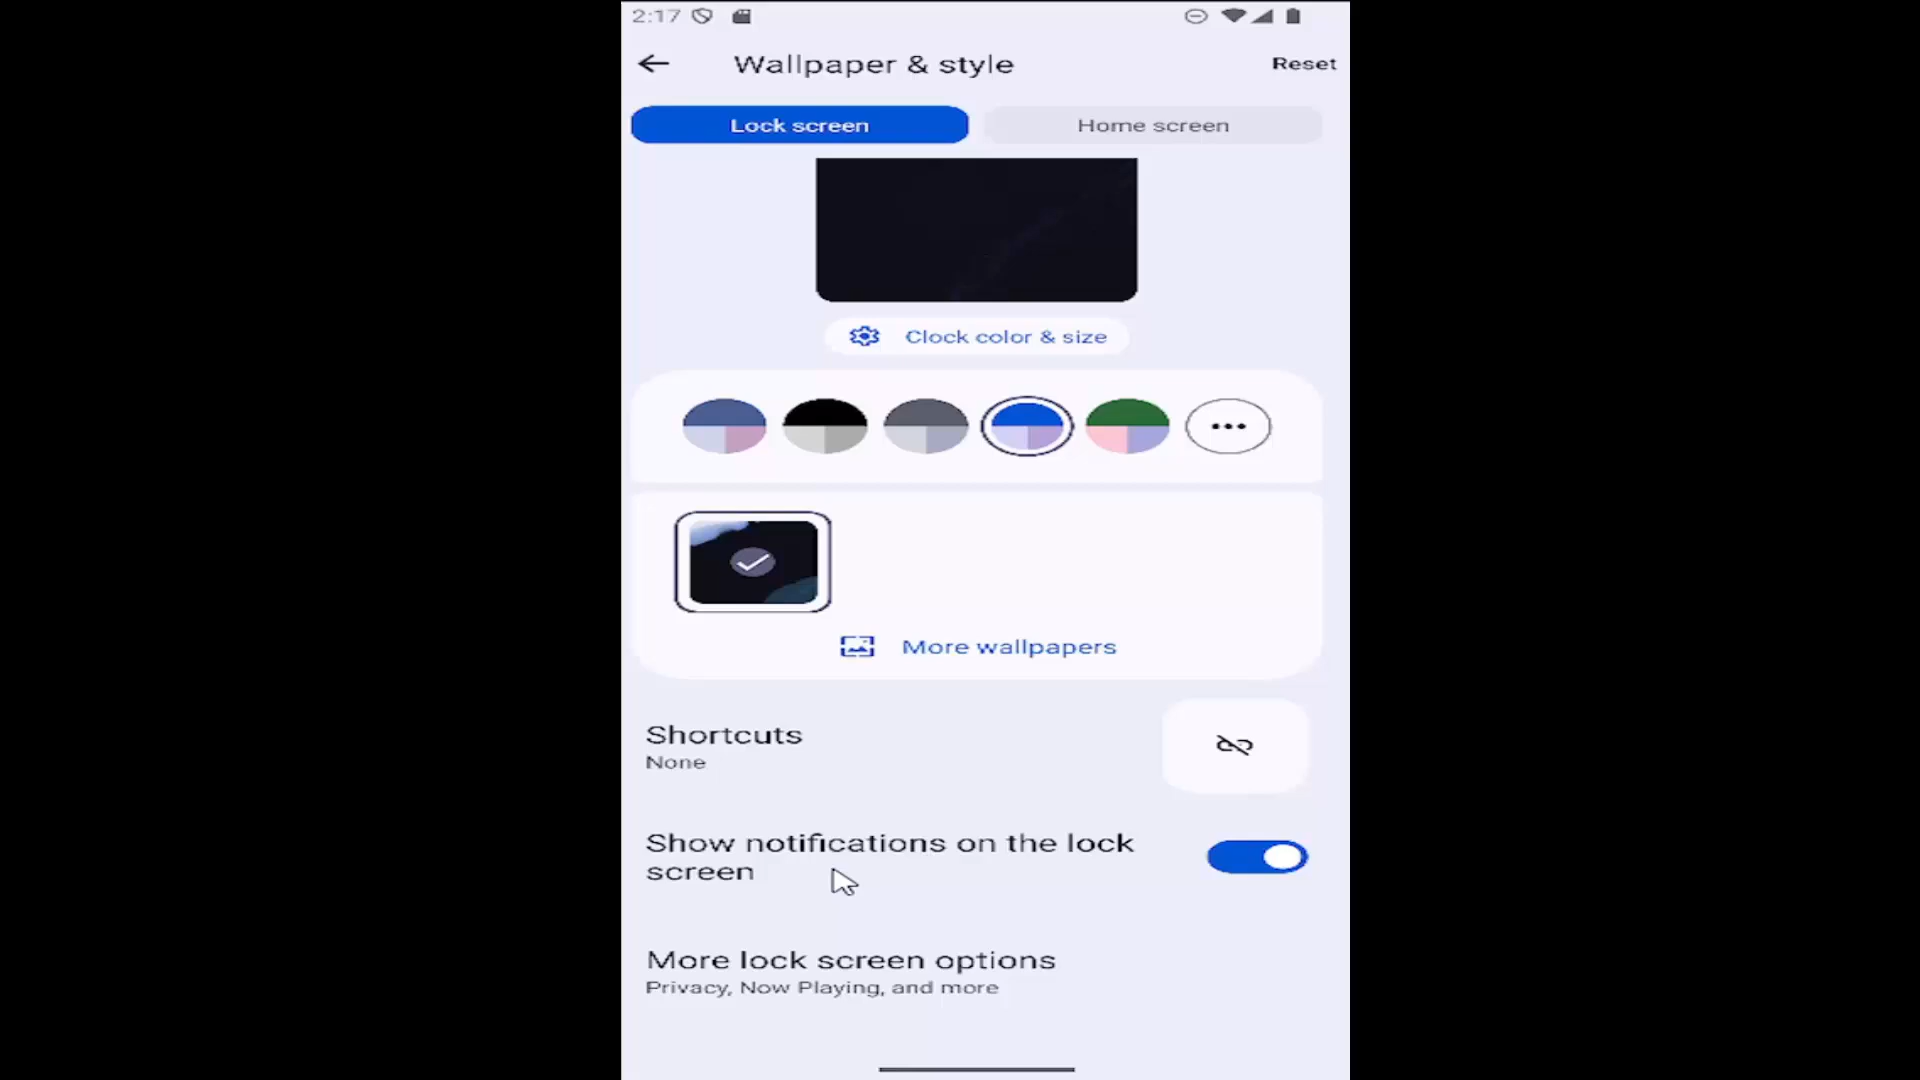 2:17
Wallpaper & style
Reset
Lock screen
Home screen
Clock color & size
More wallpapers
Shortcuts
None
Show notifications on the lock
screen
More lock screen options
Privacy, Now Playing, and more